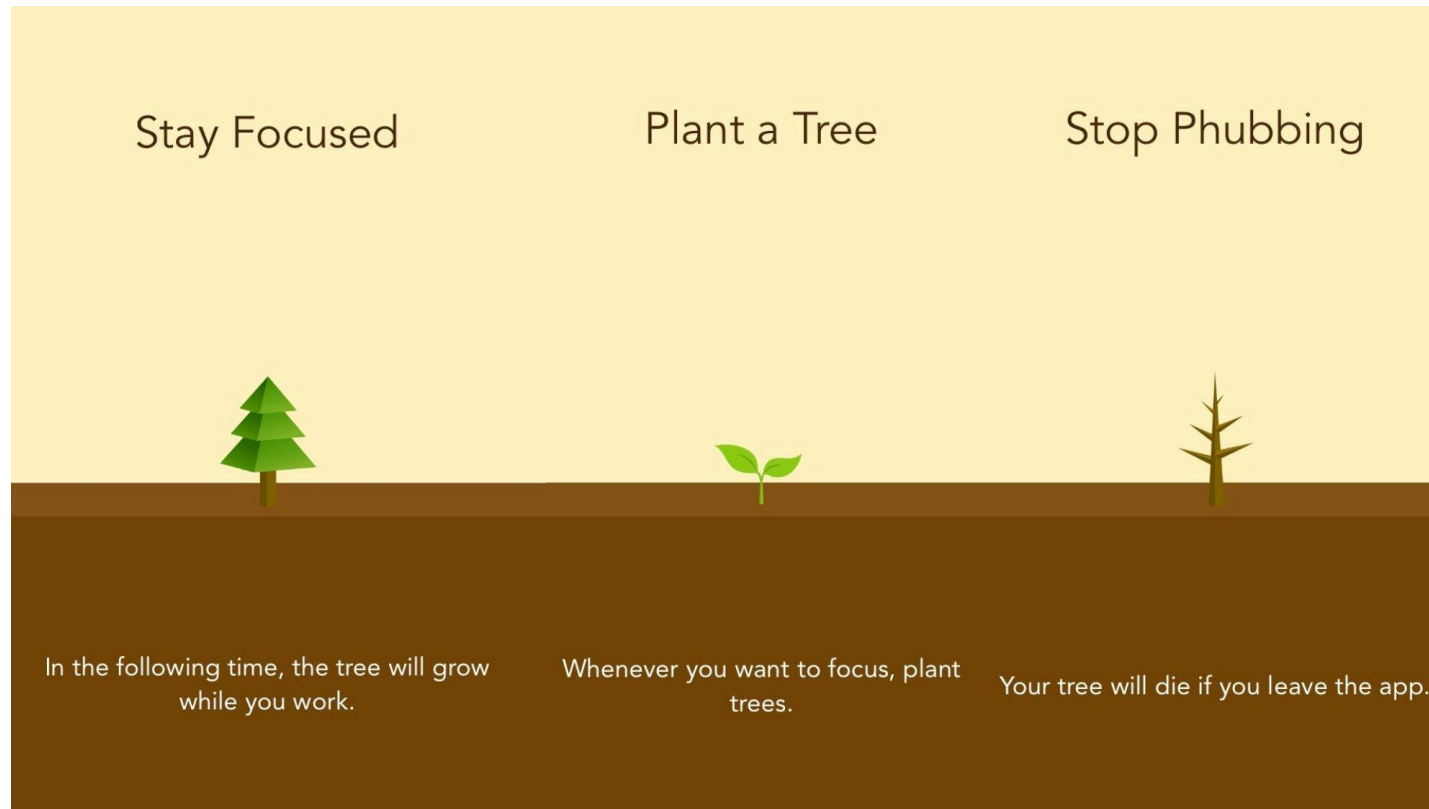 Stay Focused
In the following time, the tree will grow
while you work.
Plant a Tree
Whenever you want to focus, plant
trees.
Stop Phubbing
Your tree will die if you leave the app.